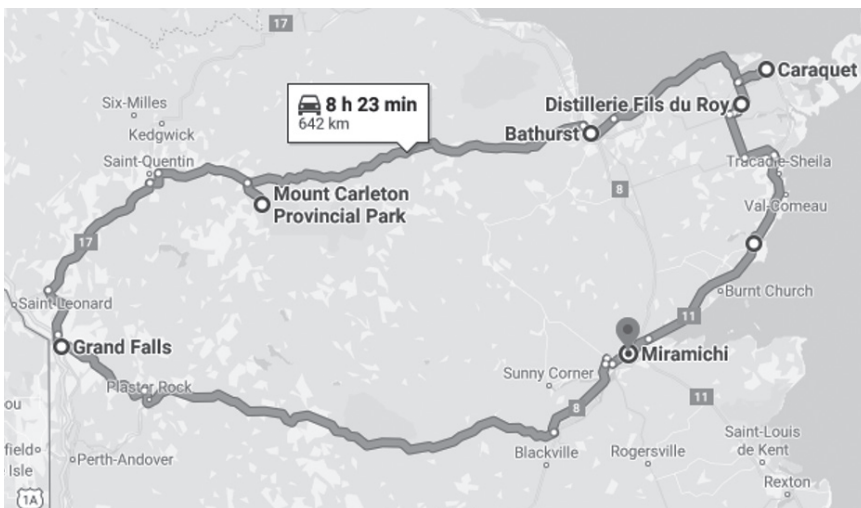 17
Caraquet
8 h 23 min
642 km
Six-Milles
Distillerie Fils du Roy
Kedgwick
Bathurst
Saint-Quentin
Tracadie-Sheila
8
Mount Carleton
Provincial Park
Val-Comeau
17
Burnt Church
Saint Leonard
11
Grand Falls
Miramichi
Sunny Corner
Plaster Rock
11
8
ou
Saint-Louis
de Kent
field
Isle
Perth-Andover
Blackville
Rogersville
Rexton
1A